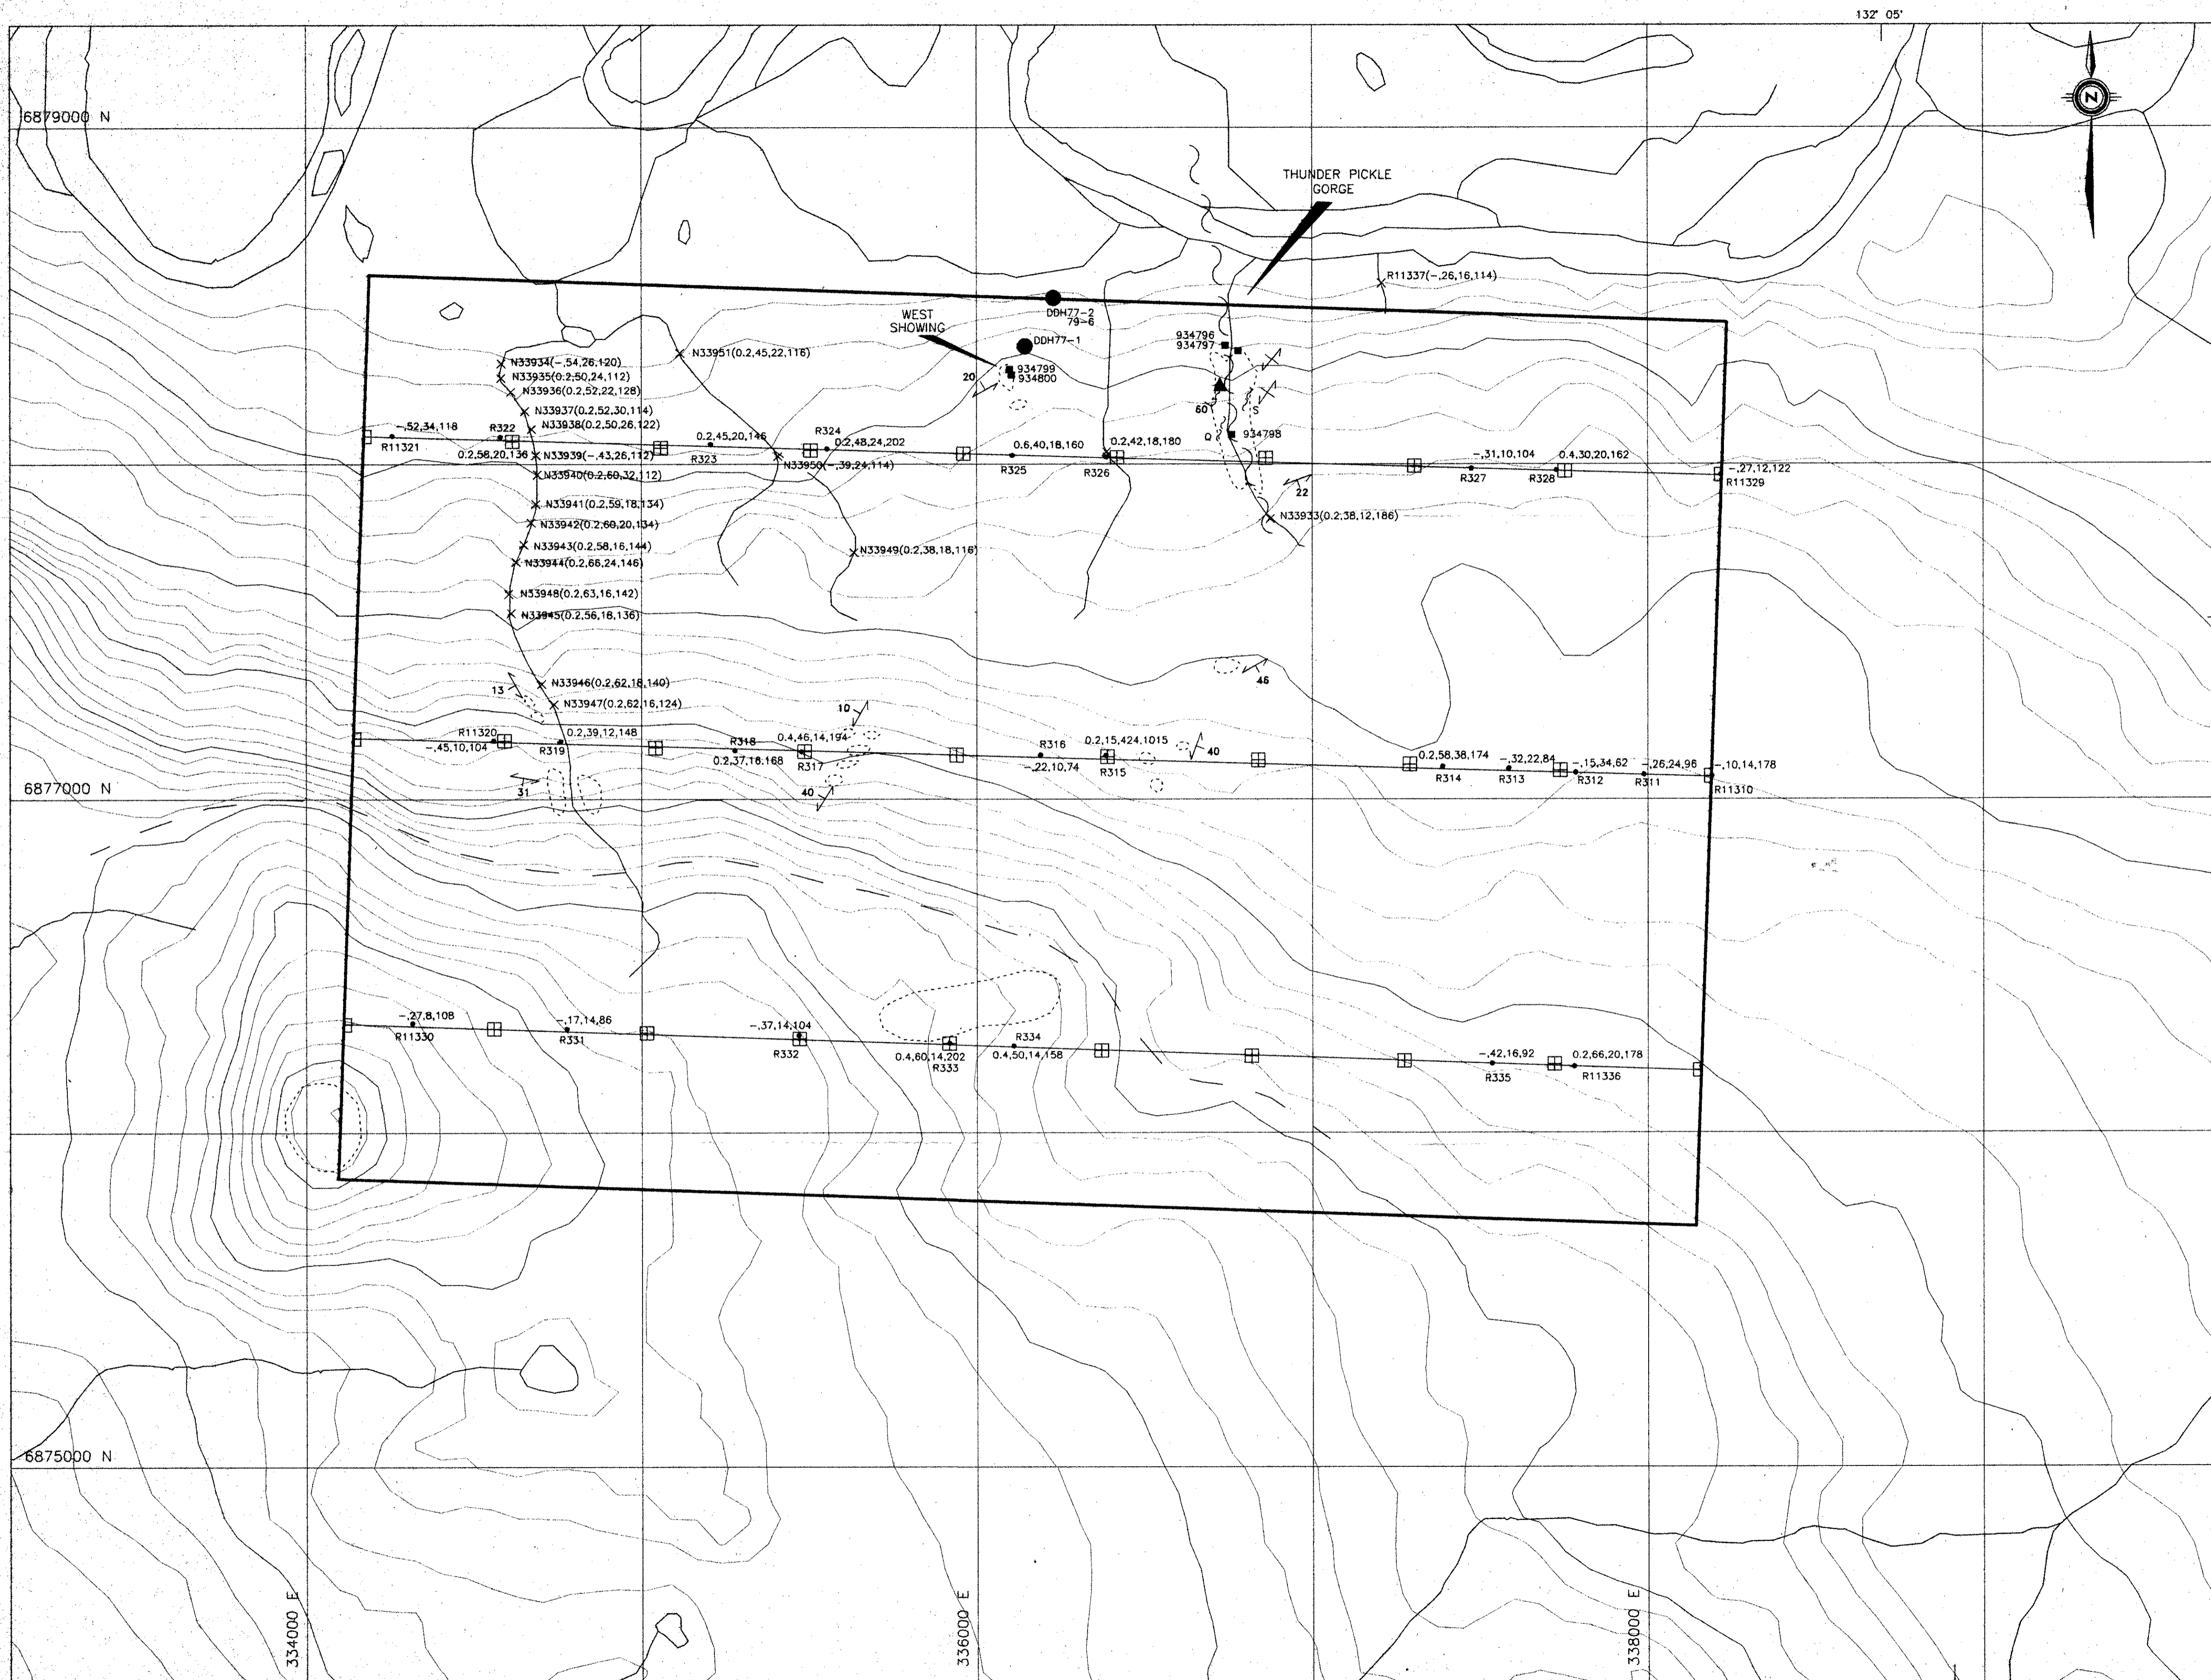 132° 05'
N
6879000 N
THUNDER PICKLE
GORGE
R11337(-,26,16,114)
WEST
SHOWING
DDH77-2
79-6
DDH77-1
934796
934797
N33951(0.2,45,22,116)
N33934(-,54,26,120)
934799
N33935(0.2,50,24,112)
20
934800
N33936(0.2,52,22,128)
N33937(0.2,52,30,114)
60
S
N33938(0.2,50,26,122)
-,52,34,118
R322
R324
R11321
0.2,45,20,146
0.2,48,24,202
0.6,40,18,160
0.2,42,18,180
Q
934798
0.2,58,20,136
N33939(-,43,26,112)
R323
N33950(-,39,24,114)
R325
R326
-,31,10,104
0.4,30,20,162
-,27,12,122
R327
R328
R11329
N33940(0.2,60,32,112)
22
N33941(0.2,59,18,134)
N33933(0.2,38,12,186)
N33942(0.2,60,20,134)
N33943(0.2,58,16,144)
N33949(0.2,38,18,116)
N33944(0.2,66,24,146)
N33948(0.2,63,16,142)
N33945(0.2,56,18,136)
46
13
N33946(0.2,62,18,140)
N33947(0.2,62,16,124)
10
R11320
0.2,39,12,148
R318
0.4,46,14,194
R316
0.2,15,424,1015
40
-,45,10,104
R319
0.2,37,18,168
R317
-,22,10,74
R315
0.2,58,38,174
-,32,22,84
-,15,34,62
-,26,24,96
-,10,14,178
R314
R313
R312
R311
R11310
31
40
6877000 N
-,27,8,108
R11330
-,17,14,86
R331
-,37,14,104
R332
R334
0.4,60,14,202
0.4,50,14,158
R333
-,42,16,92
0.2,66,20,178
R335
R11336
6875000 N
334000 E
336000 E
338000 E